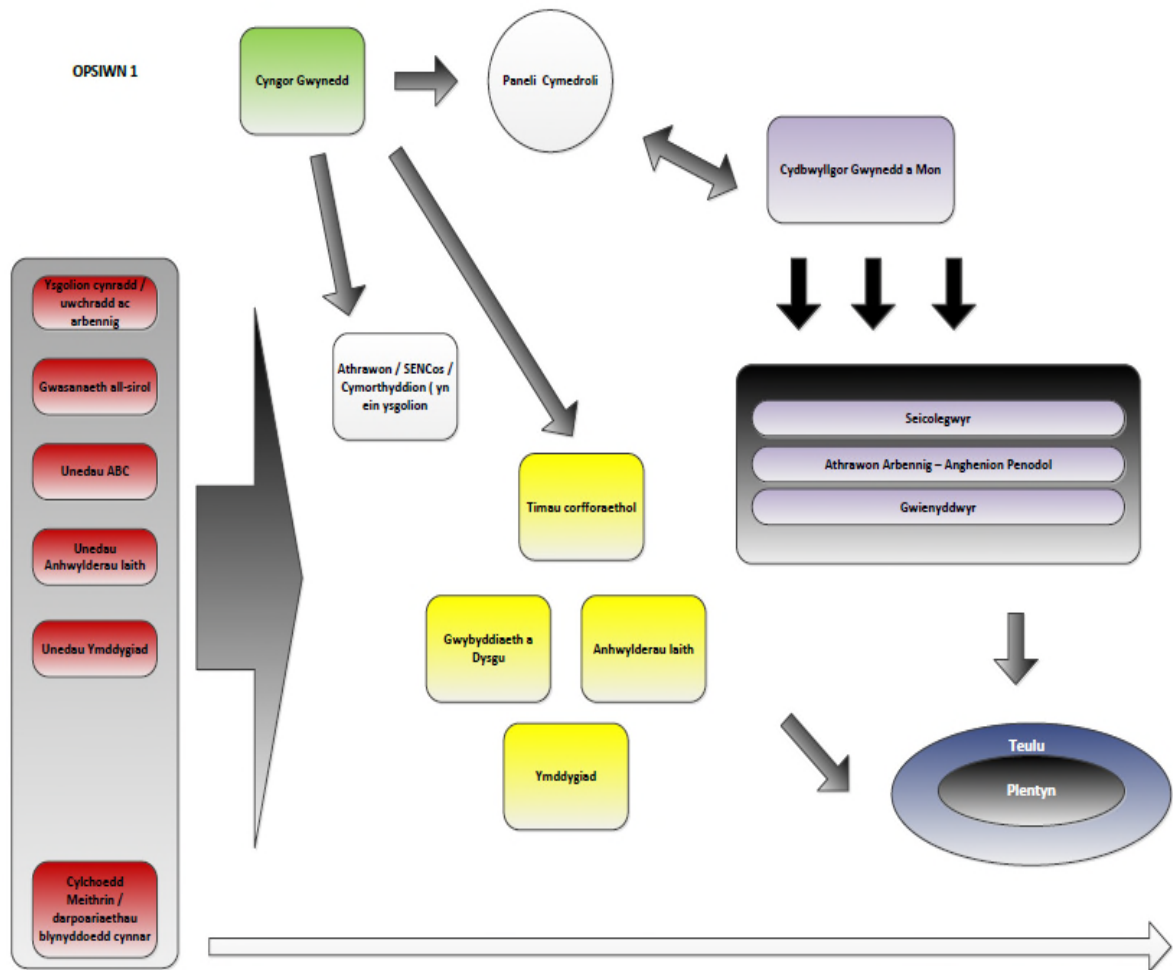 OPSIWN 1
Cyngor Gwynedd
Paneli Cymedroli
Cydbwyllgor Gwynedd a Mon
Ysgolion cynradd /
uwchradd ac
arbennig
Gwasanaeth all-sirol
Unedau ABC
Unedau
Anhwylderau Iaith
Unedau Ymddygiad
Cylchoedd
Meithrin /
darpoariaethau
blynyddoedd cynnar
Athrawon / SENCos /
Cymorthyddion ( yn
ein ysgolion
Timau corfforaethol
Gwybyddiaeth a
Dysgu
Anhwylderau Iaith
Ymddygiad
Seicolegwyr
Athrawon Arbennig – Anghenion Penodol
Gwienyddwyr
Teulu
Plentyn